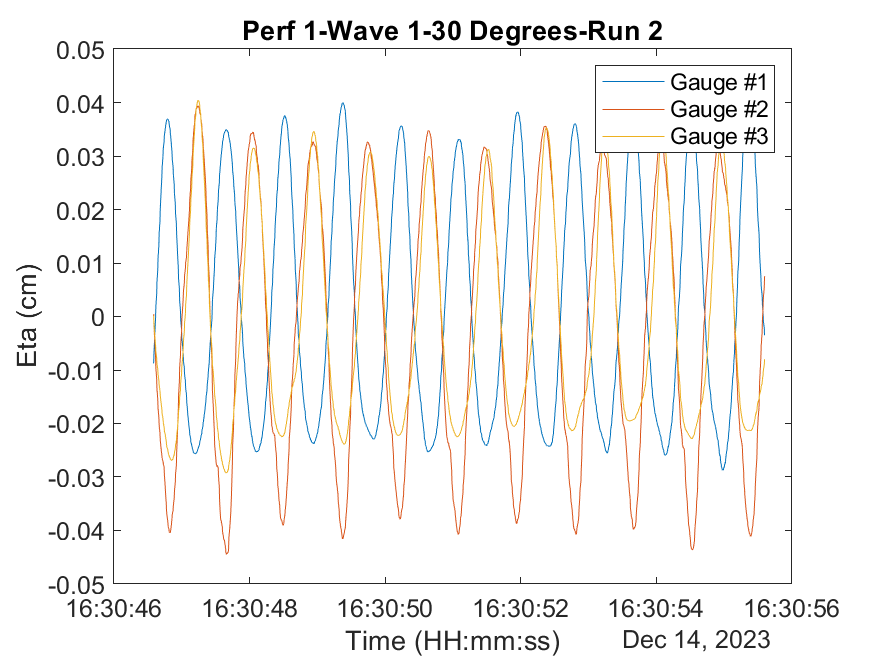 Perf 1-Wave 1-30 Degrees-Run 2
0.05
0.04
0.03
0.02
0.01
0
-0.01
-0.02
-0.03
-0.04
-0.05
Eta (cm)
Gauge #1
Gauge #2
Gauge #3
16:30:46 16:30:48 16:30:50 16:30:52 16:30:54 16:30:56
Time (HH:mm:ss)
Dec 14, 2023